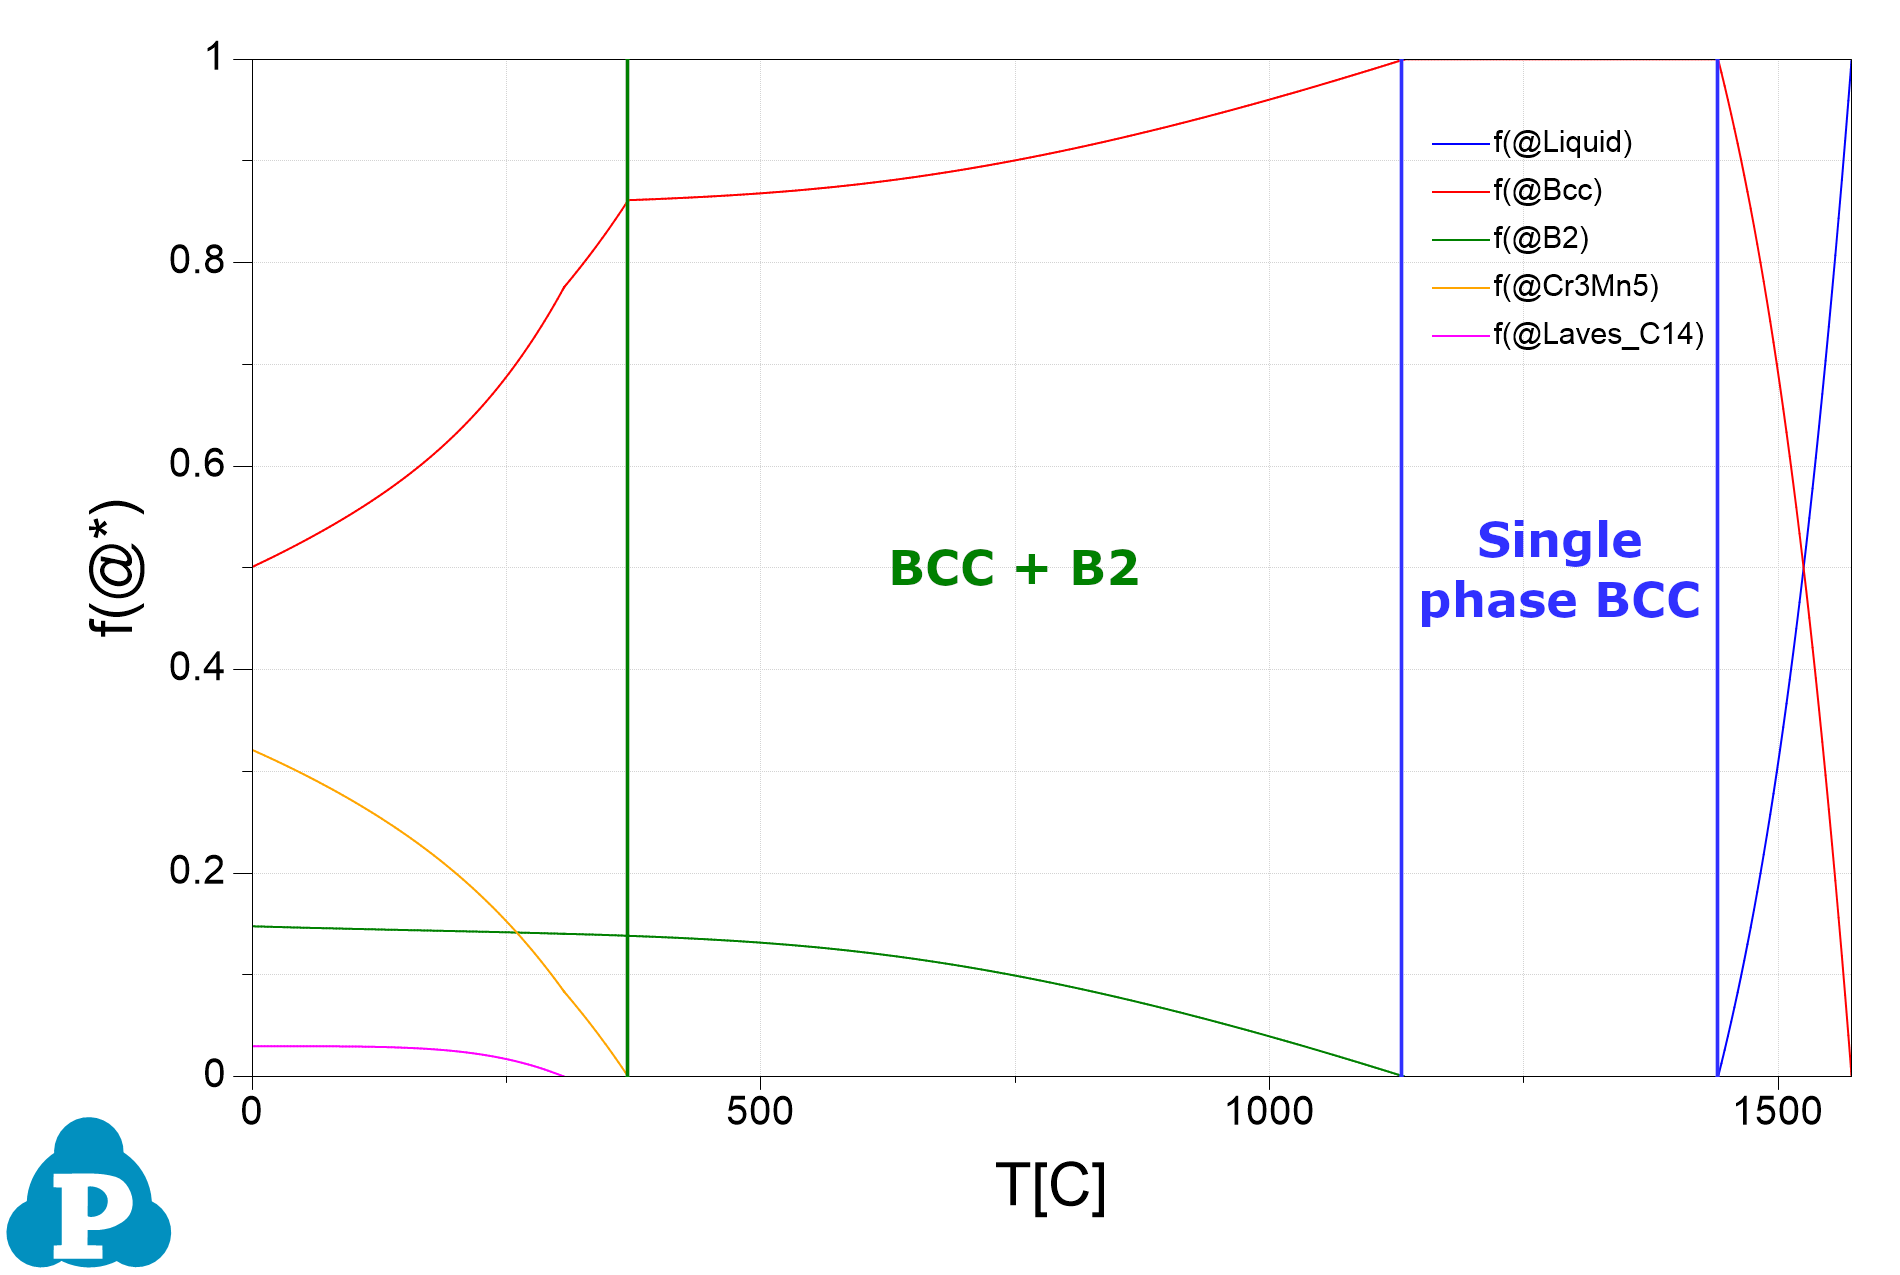 1
0.8
0.6
0.4
0.2
0
f(@*)
f(@Liquid)
f(@Bcc)
f(@B2)
f(@Cr3Mn5)
f(@Laves_C14)
BCC + B2
Single
phase BCC
0
500
1000
1500
T[C]
P